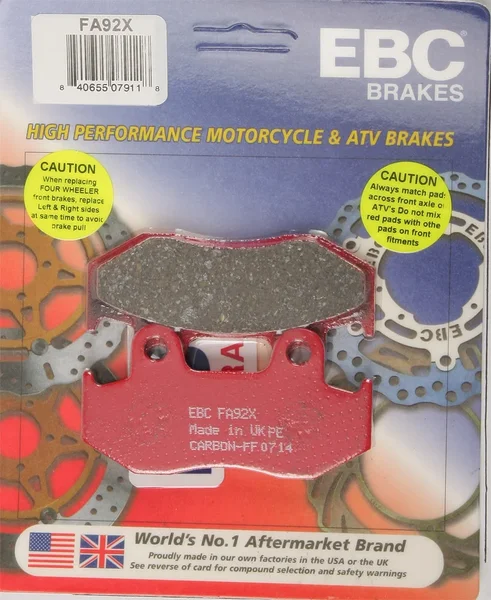 FA92X
8 40655 07911 8
EBC
BRAKES
HIGH PERFORMANCE MOTORCYCLE & ATV BRAKES
CAUTION
When replacing
FOUR WHEELER
front brakes, replace
Left & Right sides
at same time to avoid
brake pull
CAUTION
Always match pads
across front axle o
ATV's Do not mix
red pads with other
pads on front
fitments
EBC
EBC
RA
EBC FA92X
Made in UK PE
CARBON-FF 0714
World's No.1 Aftermarket Brand
Proudly made in our own factories in the USA or the UK
See reverse of card for compound selection and safety warnings